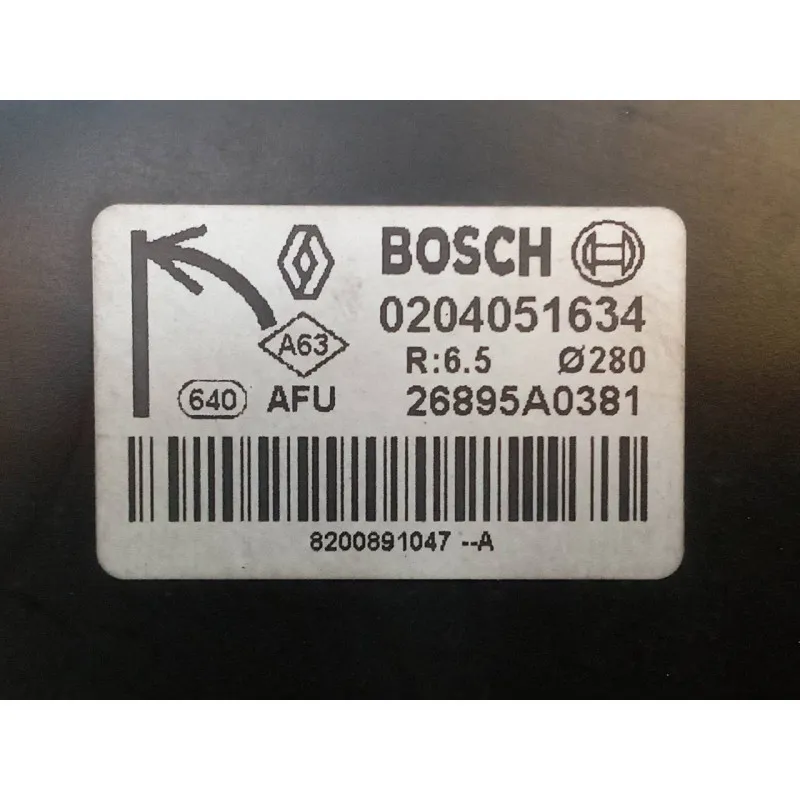 BOSCH
0204051634
A63
R:6.5 Ø280
640 AFU 26895A0381
8200891047 --A